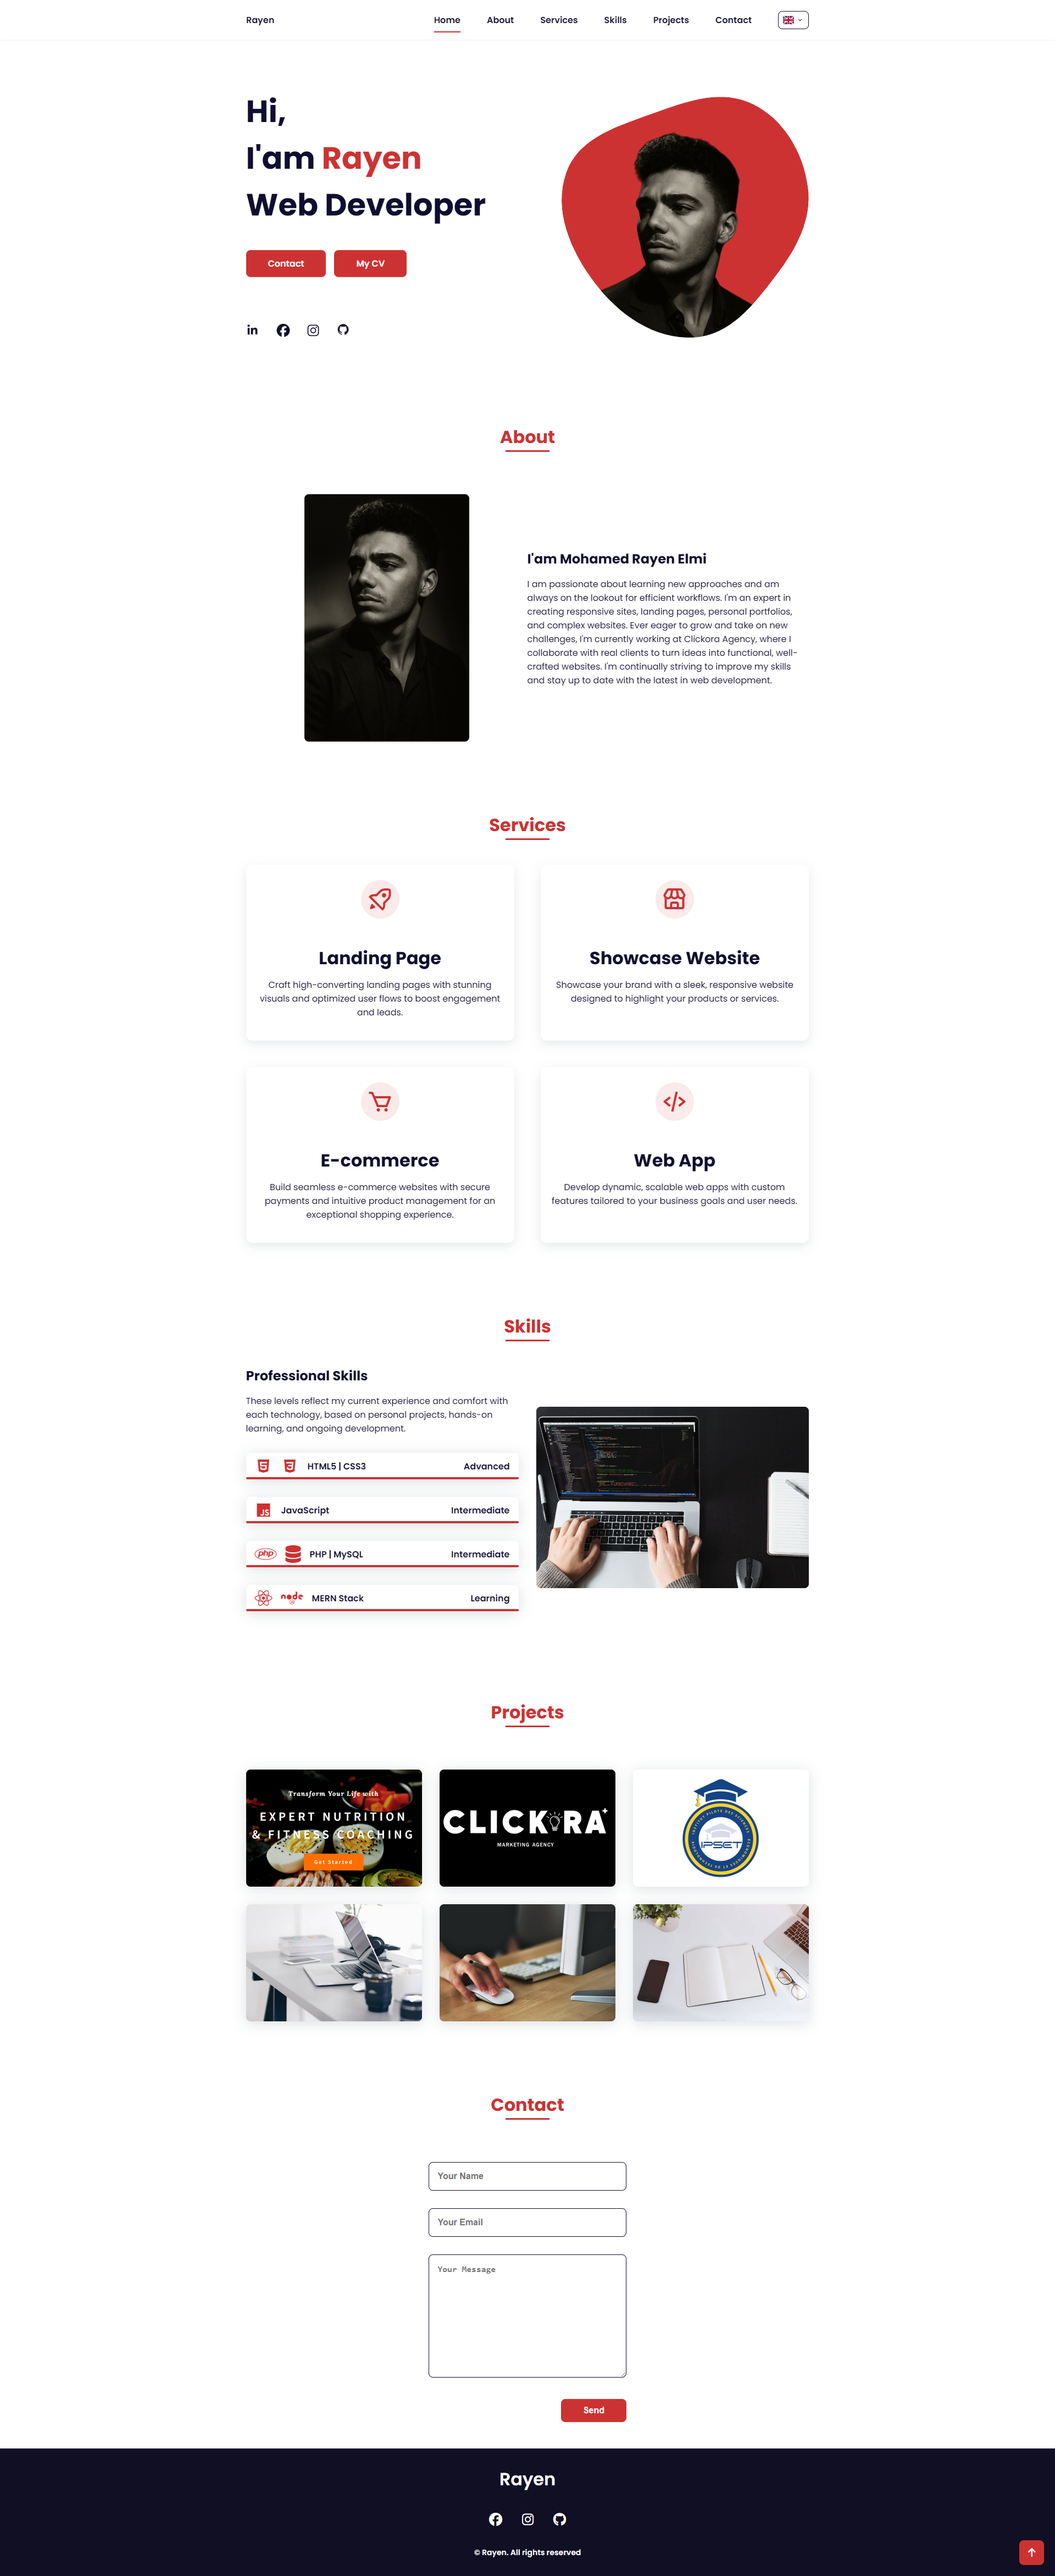 Rayen
Home
About
Services
Skills
Projects
Contact
Hi,
I'am Rayen
Web Developer
Contact
My CV
in
About
I'am Mohamed Rayen Elmi
I am passionate about learning new approaches and am
always on the lookout for efficient workflows. I'm an expert in
creating responsive sites, landing pages, personal portfolios,
and complex websites. Ever eager to grow and take on new
challenges, I'm currently working at Clickora Agency, where I
collaborate with real clients to turn ideas into functional, well-
crafted websites. I'm continually striving to improve my skills
and stay up to date with the latest in web development.
Services
Landing Page
Craft high-converting landing pages with stunning
visuals and optimized user flows to boost engagement
and leads.
Showcase Website
Showcase your brand with a sleek, responsive website
designed to highlight your products or services.
E-commerce
Build seamless e-commerce websites with secure
payments and intuitive product management for an
exceptional shopping experience.
Web App
Develop dynamic, scalable web apps with custom
features tailored to your business goals and user needs.
Skills
Professional Skills
These levels reflect my current experience and comfort with
each technology, based on personal projects, hands-on
learning, and ongoing development.
HTML5 | CSS3 Advanced
JS JavaScript Intermediate
php PHP | MySQL Intermediate
node MERN Stack Learning
Projects
Transform Your Life with
EXPERT NUTRITION
& FITNESS COACHING
Get Started
CLICK RA
MARKETING AGENCY
IPSET
Contact
Your Name
Your Email
Your Message
Send
Rayen
© Rayen. All rights reserved